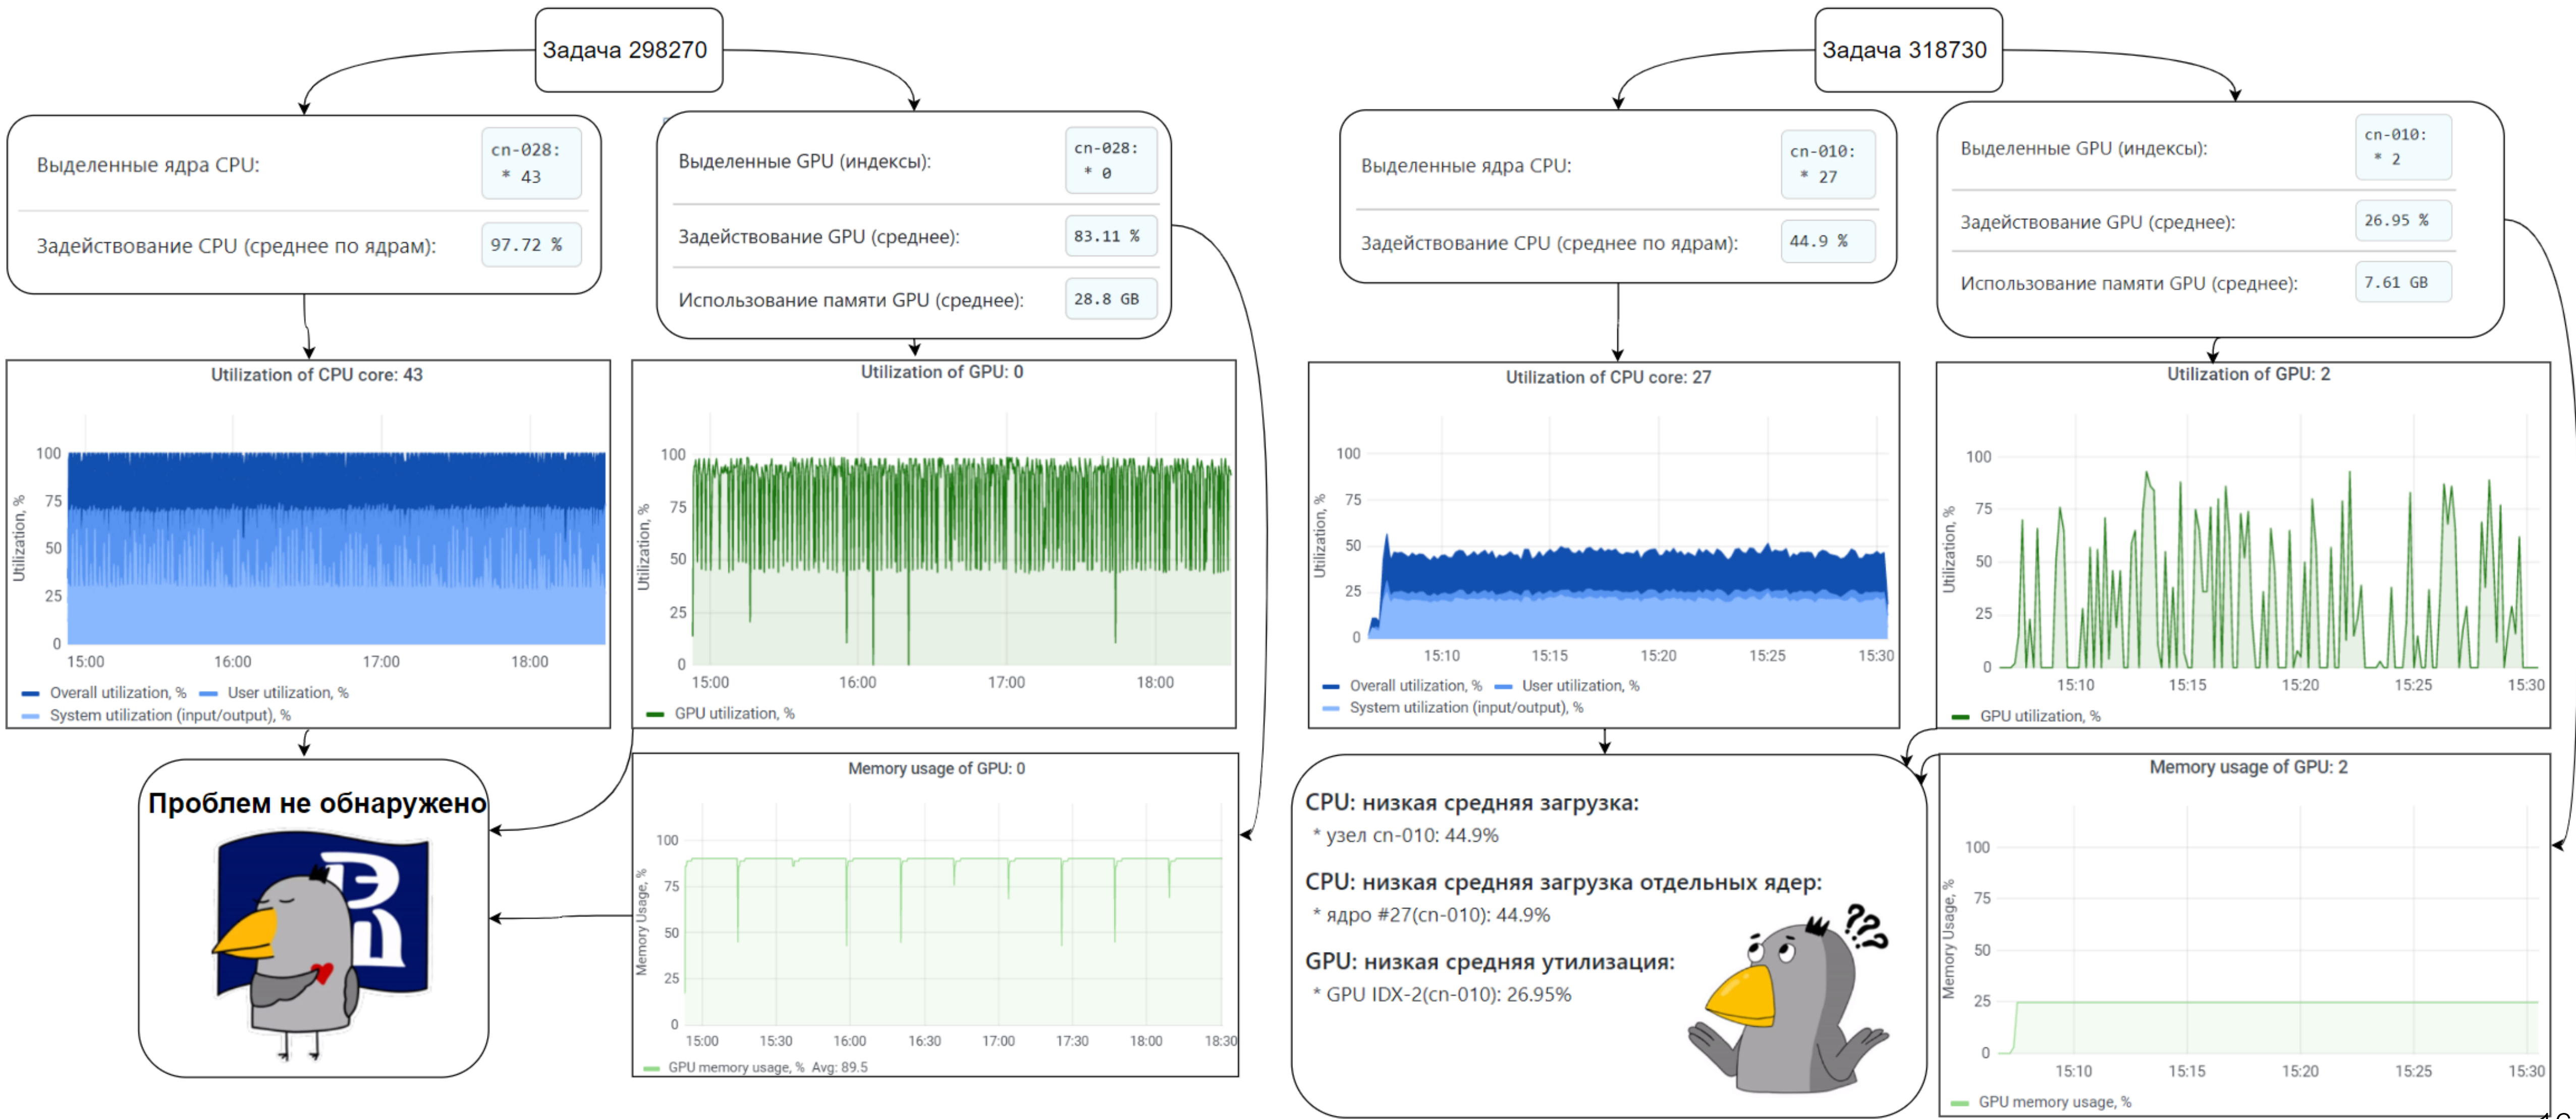 Задача 298270
Выделенные ядра CPU:
cn-028:
* 43
Задействование CPU (среднее по ядрам):
97.72 %
Выделенные GPU (индексы):
cn-028:
* 0
Задействование GPU (среднее):
83.11 %
Использование памяти GPU (среднее):
28.8 GB
Utilization of CPU core: 43
Utilization, %
100
75
50
25
0
15:00 16:00 17:00 18:00
Overall utilization, % User utilization, %
System utilization (input/output), %
Utilization of GPU: 0
Utilization, %
100
75
50
25
0
15:00 16:00 17:00 18:00
GPU utilization, %
Проблем не обнаружено
Memory usage of GPU: 0
Memory Usage, %
100
75
50
25
0
15:00 15:30 16:00 16:30 17:00 17:30 18:00 18:30
GPU memory usage, % Avg: 89.5
Задача 318730
Выделенные ядра CPU:
cn-010:
* 27
Задействование CPU (среднее по ядрам):
44.9 %
Выделенные GPU (индексы):
cn-010:
* 2
Задействование GPU (среднее):
26.95 %
Использование памяти GPU (среднее):
7.61 GB
Utilization of CPU core: 27
Utilization, %
100
75
50
25
0
15:10 15:15 15:20 15:25 15:30
Overall utilization, % User utilization, %
System utilization (input/output), %
Utilization of GPU: 2
Utilization, %
100
75
50
25
0
15:10 15:15 15:20 15:25 15:30
GPU utilization, %
CPU: низкая средняя загрузка:
* узел cn-010: 44.9%
CPU: низкая средняя загрузка отдельных ядер:
* ядро #27(cn-010): 44.9%
GPU: низкая средняя утилизация:
* GPU IDX-2(cn-010): 26.95%
???
Memory usage of GPU: 2
Memory Usage, %
100
75
50
25
0
15:10 15:15 15:20 15:25 15:30
GPU memory usage, %